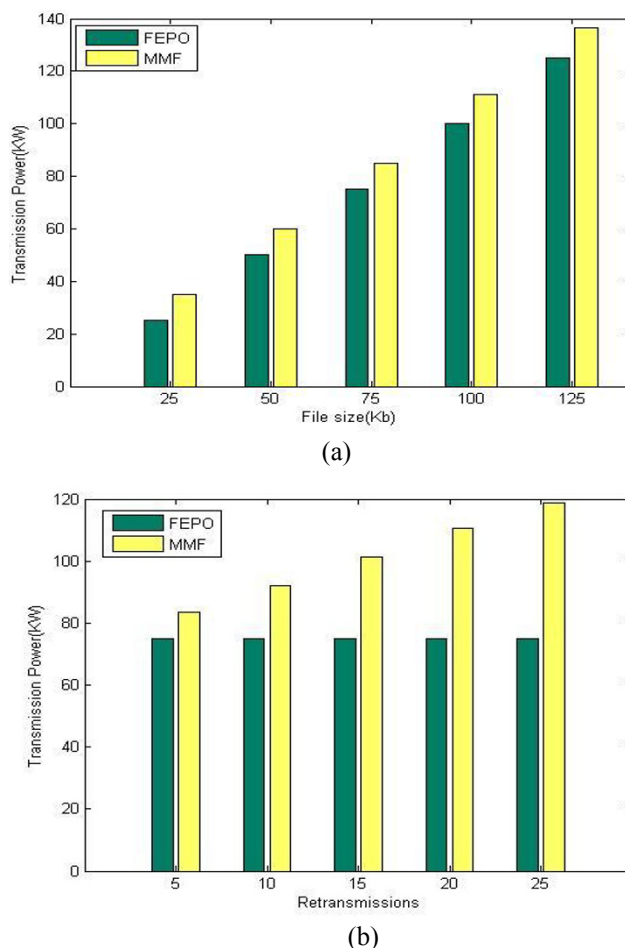 140
120
100
80
60
40
20
0
Transmission Power(KW)
FEPO
MMF
25 50 75 100 125
File size(Kb)
(a)
120
100
80
60
40
20
0
Transmission Power(KW)
FEPO
MMF
5 10 15 20 25
Retransmissions
(b)